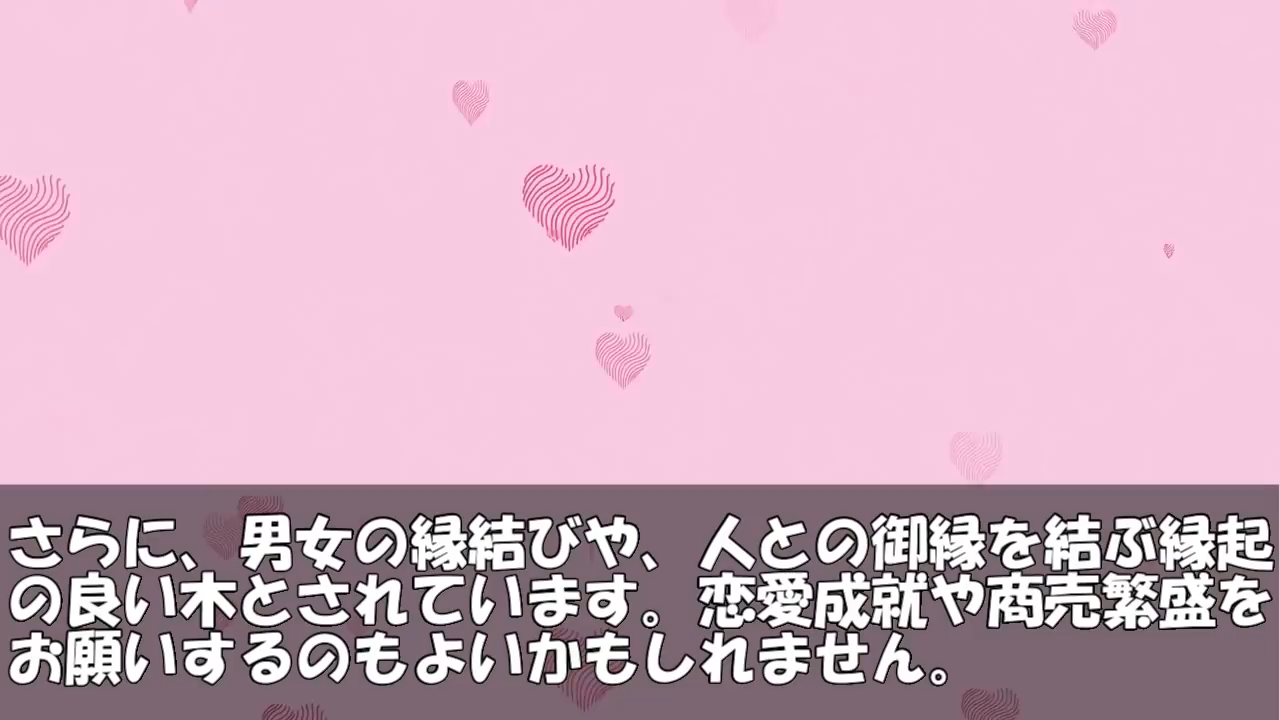 さらに、男女の縁結びや、人との御縁を結ぶ縁起
の良い木とされています。恋愛成就や商売繁盛を
お願いするのもよいかもしれません。